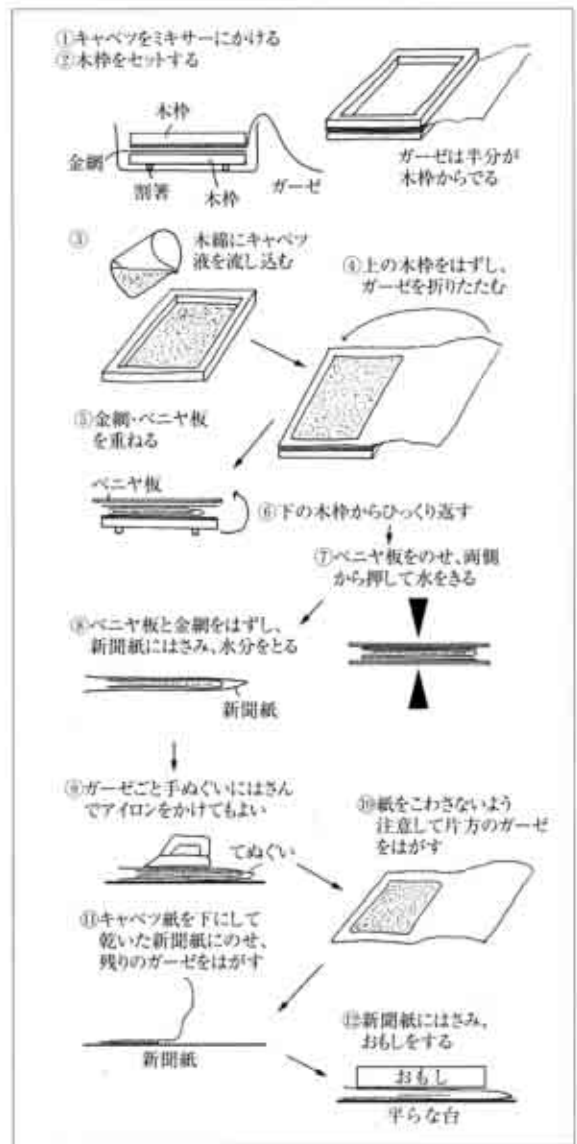 ①キャベツをミキサーにかける
②木枠をセットする
木枠
金網
割箸
木枠
ガーゼ
ガーゼは半分が
木枠からでる
③
木綿にキャベツ
液を流し込む
④上の木枠をはずし、
ガーゼを折りたたむ
⑤金網・ベニヤ板
を重ねる
ベニヤ板
⑥下の木枠からひっくり返す
⑦ベニヤ板をのせ、両側
から押して水をきる
⑧ベニヤ板と金網をはずし、
新聞紙にはさみ、水分をとる
新聞紙
⑨ガーゼごと手ぬぐいにはさん
でアイロンをかけてもよい
てぬぐい
⑩紙をこわさないよう
注意して片方のガーゼ
をはがす
⑪キャベツ紙を下にして
乾いた新聞紙にのせ、
残りのガーゼをはがす
新聞紙
⑫新聞紙にはさみ、
おもしをする
おもし
平らな台